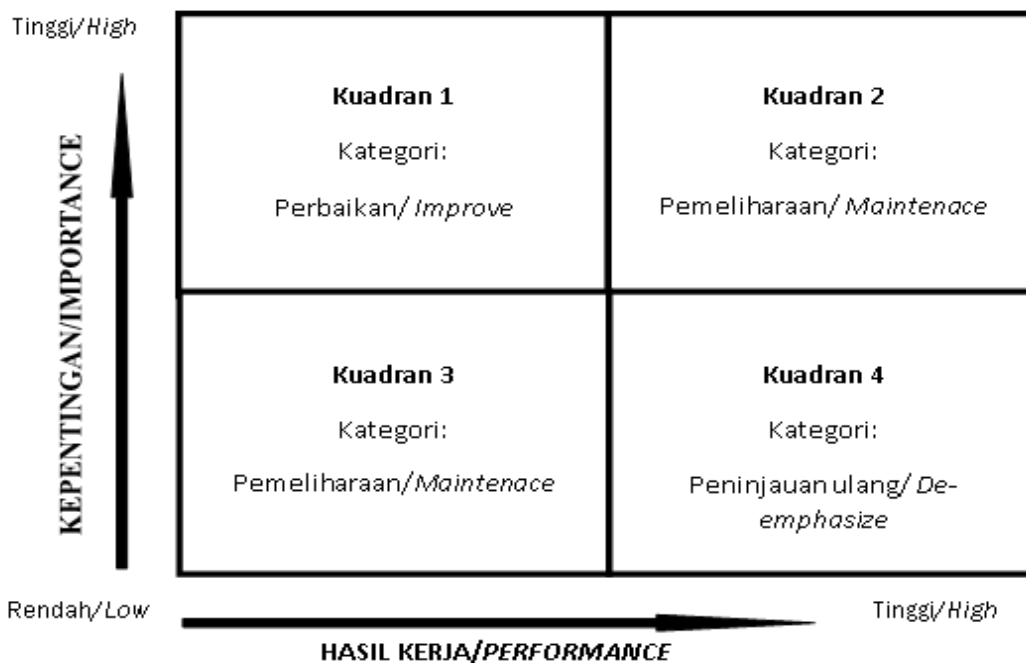 Tinggi/High
Kuadran 1
Kategori:
Perbaikan/ Improve
Kuadran 2
Kategori:
Pemeliharaan/ Maintenace
KEPENTINGAN/IMPORTANCE
Kuadran 3
Kategori:
Pemeliharaan/Maintenace
Kuadran 4
Kategori:
Peninjauan ulang/ De-
emphasize
Rendah/Low
Tinggi/High
HASIL KERJA/PERFORMANCE